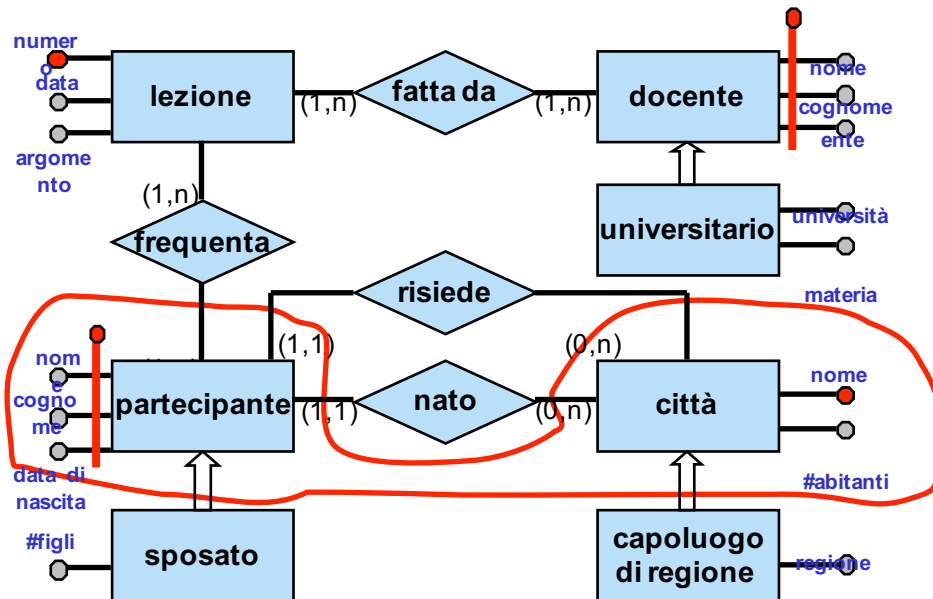 numer
o
data
argome
nto
lezione
(1,n)
fatta da
(1,n)
docente
nome
cognome
ente
(1,n)
frequenta
universitario
università
materia
risiede
(1,1)
(0,n)
nom
e
cogno
me
data di
nascita
partecipante
(1,1)
nato
(0,n)
città
nome
#abitanti
#figli
sposato
capoluogo
di regione
regione